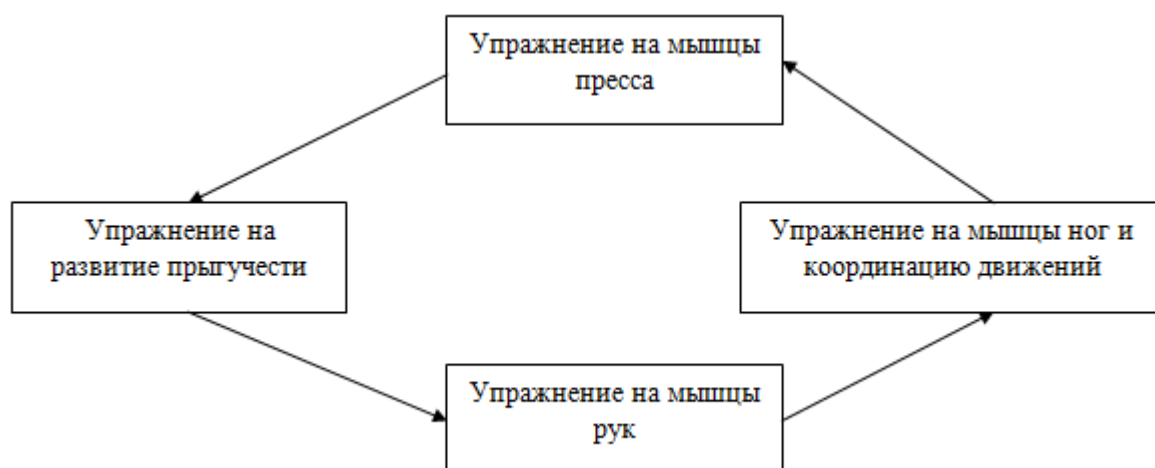 Упражнение на мышцы
пресса
Упражнение на
развитие прыгучести
Упражнение на мышцы ног и
координацию движений
Упражнение на мышцы
рук